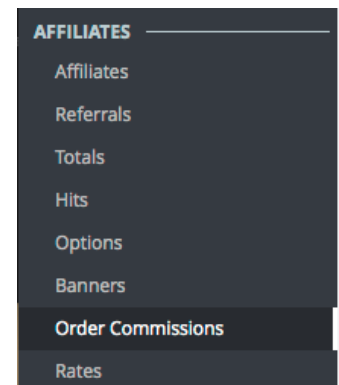 AFFILIATES
Affiliates
Referrals
Totals
Hits
Options
Banners
Order Commissions
Rates